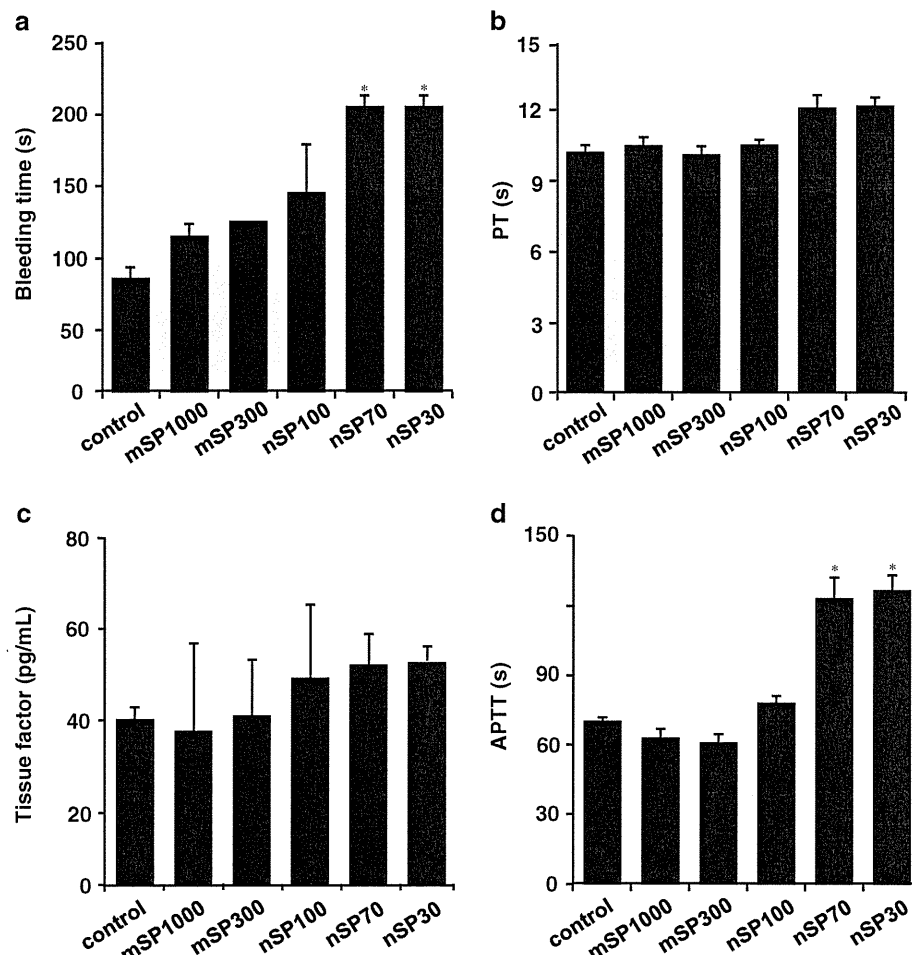 a
250
200
150
100
50
0
Bleeding time (s)
* *
control mSP1000 mSP300 nSP100 nSP70 nSP30
b
15
12
9
6
3
0
PT (s)
control mSP1000 mSP300 nSP100 nSP70 nSP30
c
80
60
40
20
0
Tissue factor (pg/mL)
control mSP1000 mSP300 nSP100 nSP70 nSP30
d
150
90
60
30
0
APTT (s)
* *
control mSP1000 mSP300 nSP100 nSP70 nSP30